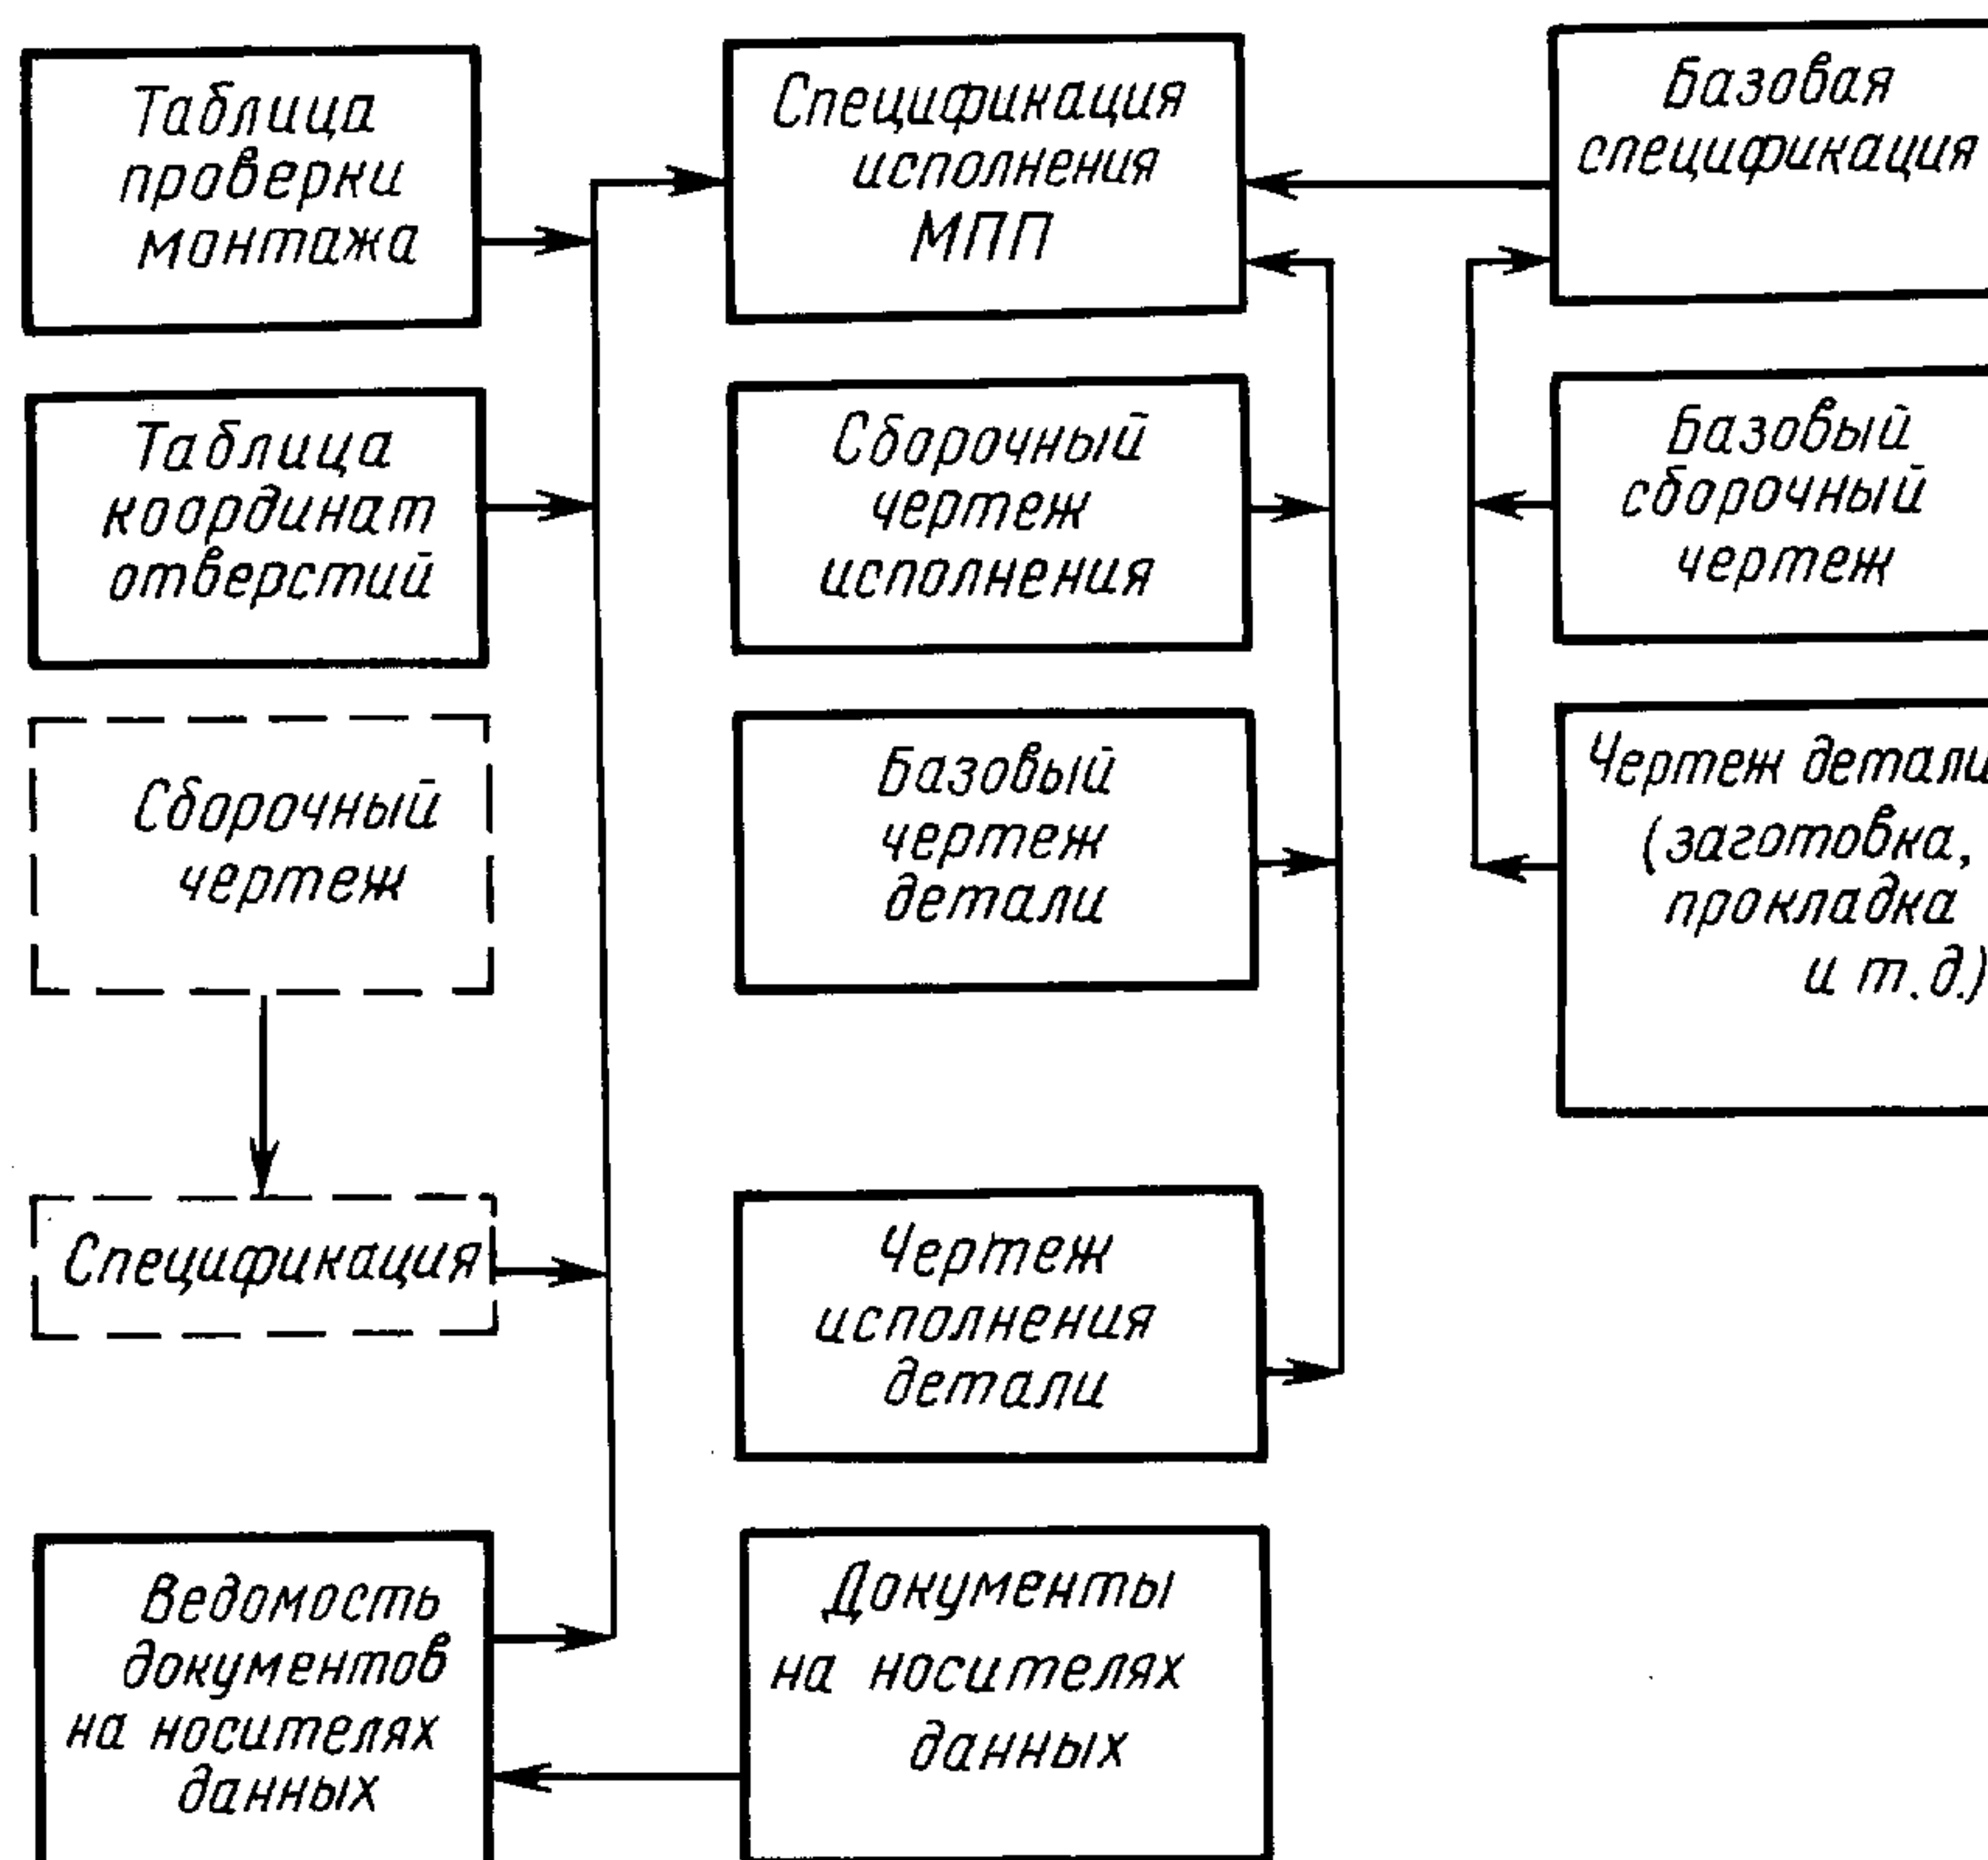 Таблица
проверки
монтажа
Спецификация
исполнения
МПП
Базовая
спецификация
Таблица
координат
отверстий
Сборочный
чертеж
исполнения
Базовый
сборочный
чертеж
Сборочный
чертеж
Базовый
чертеж
детали
Чертеж детали
(заготовка,
прокладка
и т.д.)
Спецификация
Чертеж
исполнения
детали
Ведомость
документов
на носителях
данных
Документы
на носителях
данных